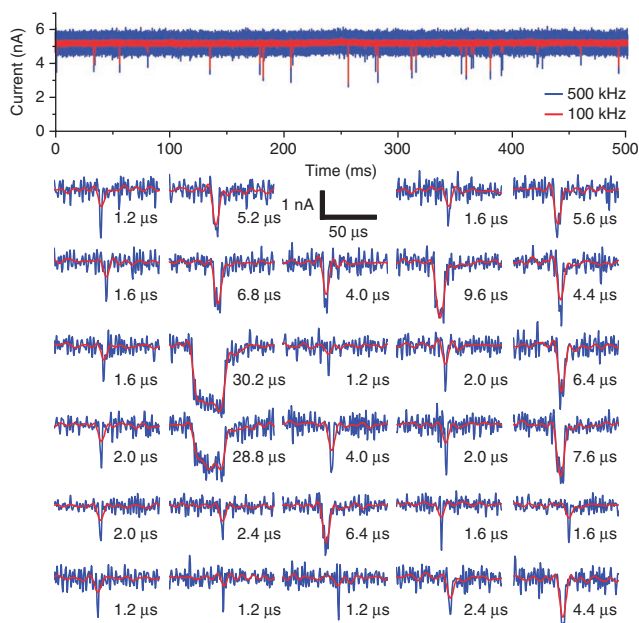 6
4
2
0
Current (nA)
500 kHz
100 kHz
0 100 200 300 400 500
Time (ms)
1.2 µs 5.2 µs 1 nA 50 µs 1.6 µs 5.6 µs
1.6 µs 6.8 µs 4.0 µs 9.6 µs 4.4 µs
1.6 µs 30.2 µs 1.2 µs 2.0 µs 6.4 µs
2.0 µs 28.8 µs 4.0 µs 2.0 µs 7.6 µs
2.0 µs 2.4 µs 6.4 µs 1.6 µs 1.6 µs
1.2 µs 1.2 µs 1.2 µs 2.4 µs 4.4 µs